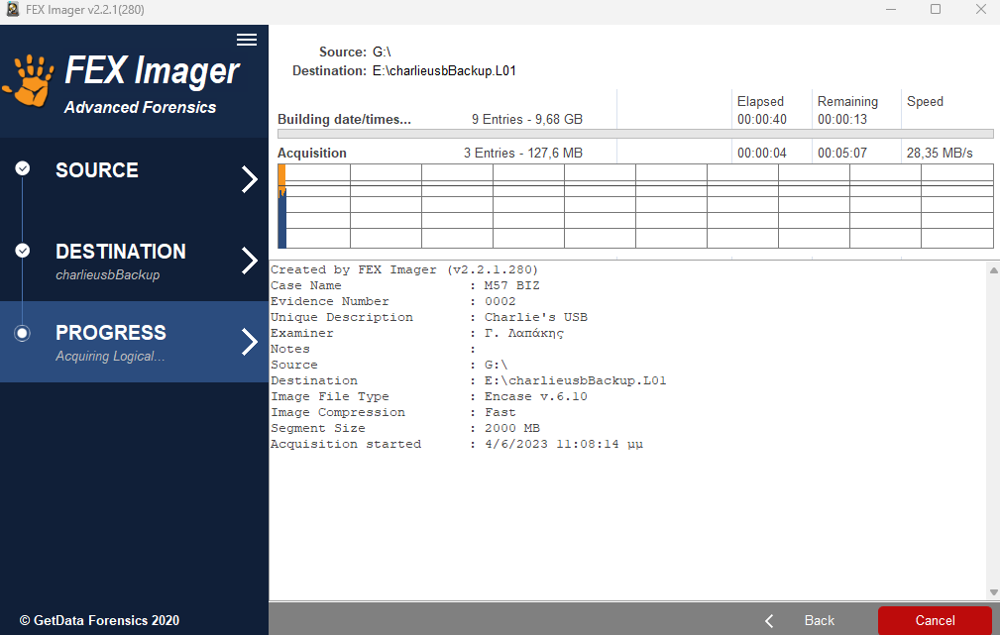 FEX Imager v2.2.1(280)
FEX Imager
Advanced Forensics
SOURCE
DESTINATION
charlieusbBackup
PROGRESS
Acquiring Logical...
© GetData Forensics 2020
Source: G:\
Destination: E:\charlieusbBackup.L01
Elapsed Remaining Speed
Building date/times... 9 Entries - 9,68 GB 00:00:40 00:00:13
Acquisition 3 Entries - 127,6 MB 00:00:04 00:05:07 28,35 MB/s
Created by FEX Imager (v2.2.1.280)
Case Name : M57 BIZ
Evidence Number : 0002
Unique Description : Charlie's USB
Examiner : Γ. Λαπάκης
Notes :
Source : G:\
Destination : E:\charlieusbBackup.L01
Image File Type : Encase v.6.10
Image Compression : Fast
Segment Size : 2000 MB
Acquisition started : 4/6/2023 11:08:14 μμ
Back Cancel